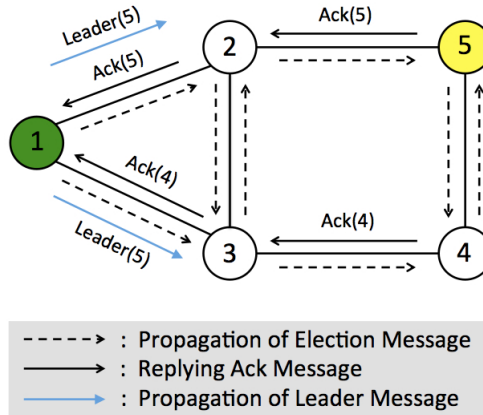 Leader(5)
Ack(5)
Ack(5)
2
5
1
Ack(4)
Leader(5)
Ack(4)
3
4
: Propagation of Election Message
: Replying Ack Message
: Propagation of Leader Message